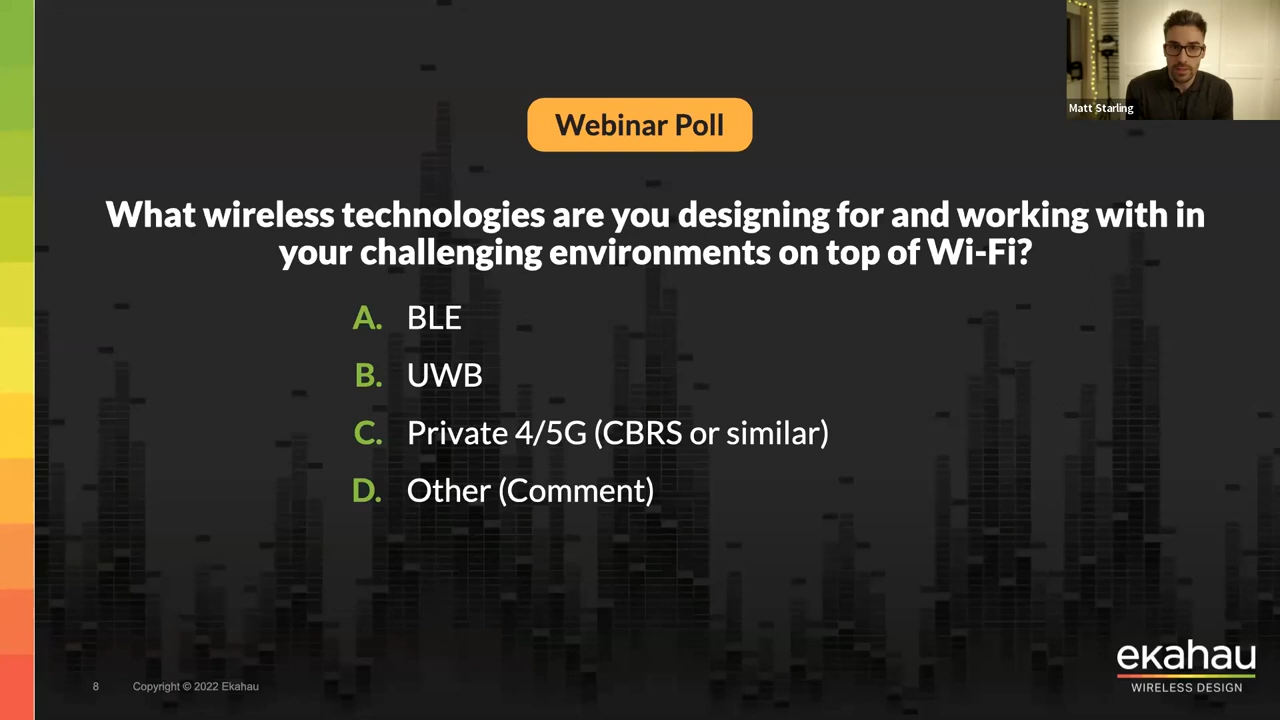 Matt Starling
Webinar Poll
What wireless technologies are you designing for and working with in
your challenging environments on top of Wi-Fi?
A. BLE
B. UWB
C. Private 4/5G (CBRS or similar)
D. Other (Comment)
8 Copyright © 2022 Ekahau
ekahau
WIRELESS DESIGN